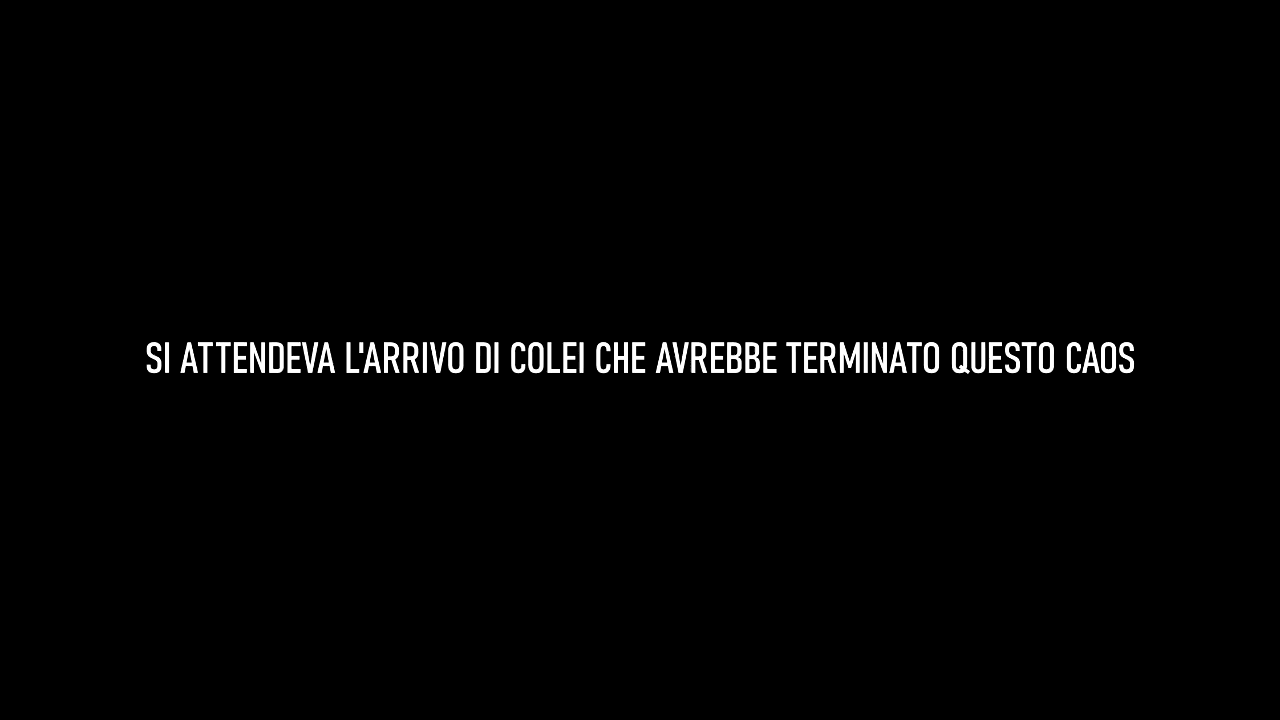 SI ATTENDEVA L'ARRIVO DI COLEI CHE AVREBBE TERMINATO QUESTO CAOS